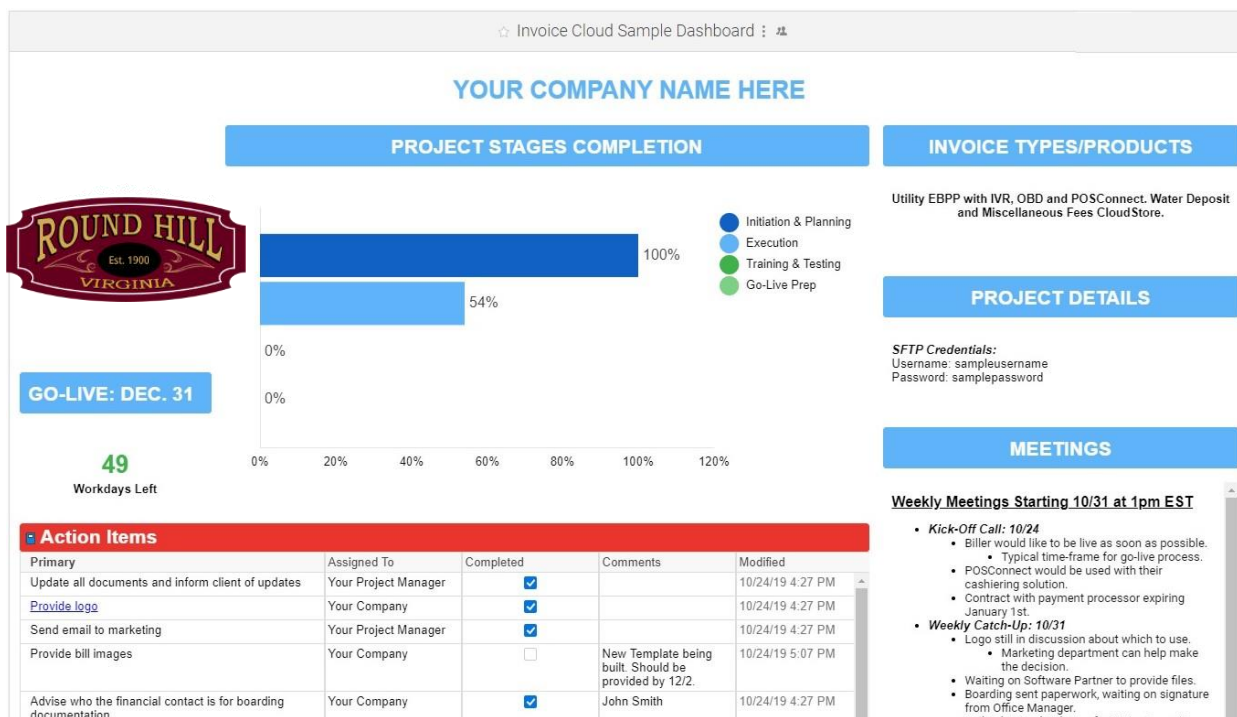 Invoice Cloud Sample Dashboard
YOUR COMPANY NAME HERE
PROJECT STAGES COMPLETION
ROUND HILL
Est. 1900
VIRGINIA
GO-LIVE: DEC. 31
49
Workdays Left
100%
54%
0%
0%
0% 20% 40% 60% 80% 100% 120%
Initiation & Planning
Execution
Training & Testing
Go-Live Prep
INVOICE TYPES/PRODUCTS
Utility EBPP with IVR, OBD and POSConnect. Water Deposit
and Miscellaneous Fees CloudStore.
PROJECT DETAILS
SFTP Credentials:
Username: sampleusername
Password: samplepassword
MEETINGS
Weekly Meetings Starting 10/31 at 1pm EST
• Kick-Off Call: 10/24
• Biller would like to be live as soon as possible.
• Typical time-frame for go-live process.
• POSConnect would be used with their
cashiering solution.
• Contract with payment processor expiring
January 1st.
• Weekly Catch-Up: 10/31
• Logo still in discussion about which to use.
• Marketing department can help make
the decision.
• Waiting on Software Partner to provide files.
• Boarding sent paperwork, waiting on signature
from Office Manager.
Action Items
Primary Assigned To Completed Comments Modified
Update all documents and inform client of updates Your Project Manager 10/24/19 4:27 PM
Provide logo Your Company 10/24/19 4:27 PM
Send email to marketing Your Project Manager 10/24/19 4:27 PM
Provide bill images Your Company New Template being 10/24/19 5:07 PM
built. Should be
provided by 12/2.
Advise who the financial contact is for boarding Your Company John Smith 10/24/19 4:27 PM
documentation